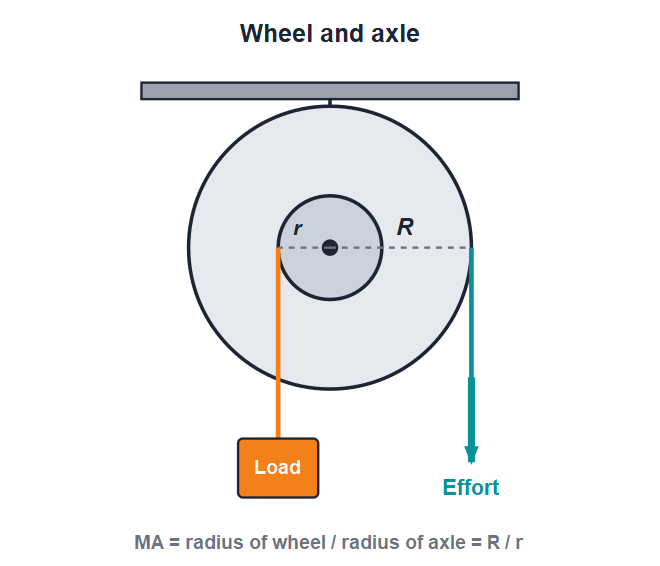 Wheel and axle
r
R
Load
Effort
MA = radius of wheel / radius of axle = R / r